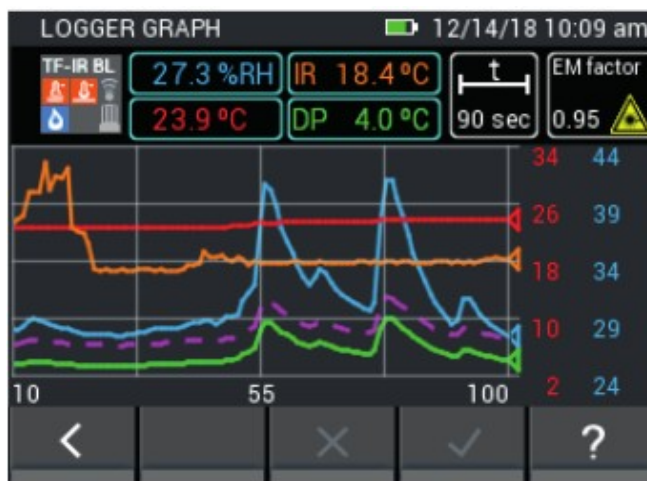 LOGGER GRAPH 12/14/18 10:09 am
TF-IR BL 27.3 %RH IR 18.4 ºC t EM factor
23.9 ºC DP 4.0 ºC 90 sec 0.95
34 44
26 39
18 34
10 29
2 24
10 55 100
?